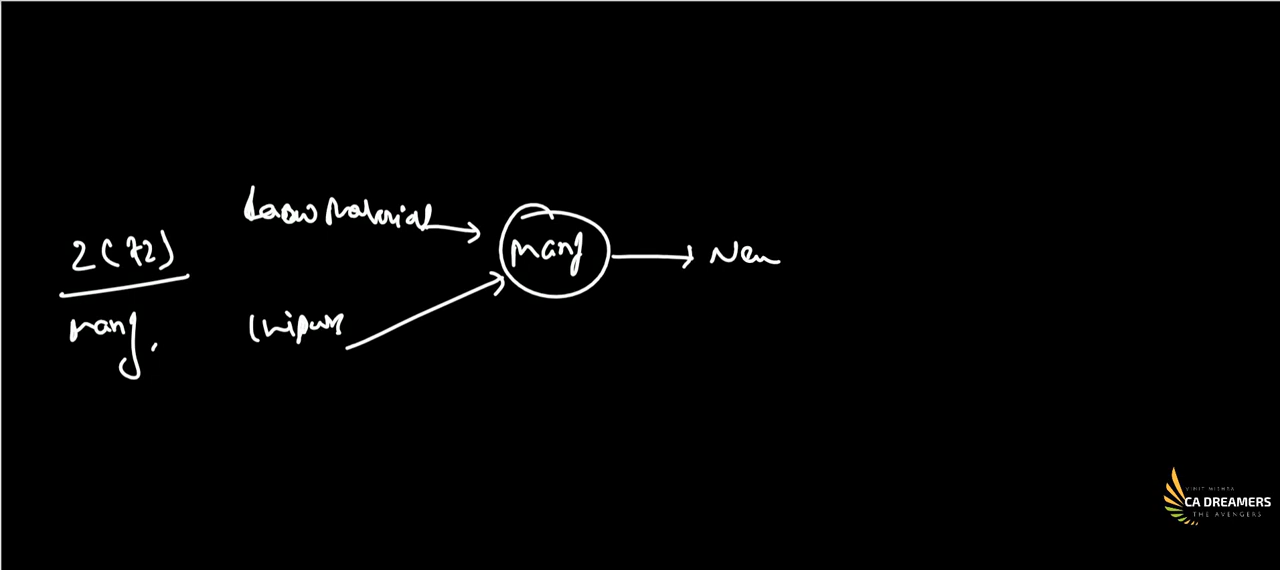 2(72)
manf.
Raw Material
Inputs
manf
New
VINIT MISHRA
CA DREAMERS
THE AVENGERS